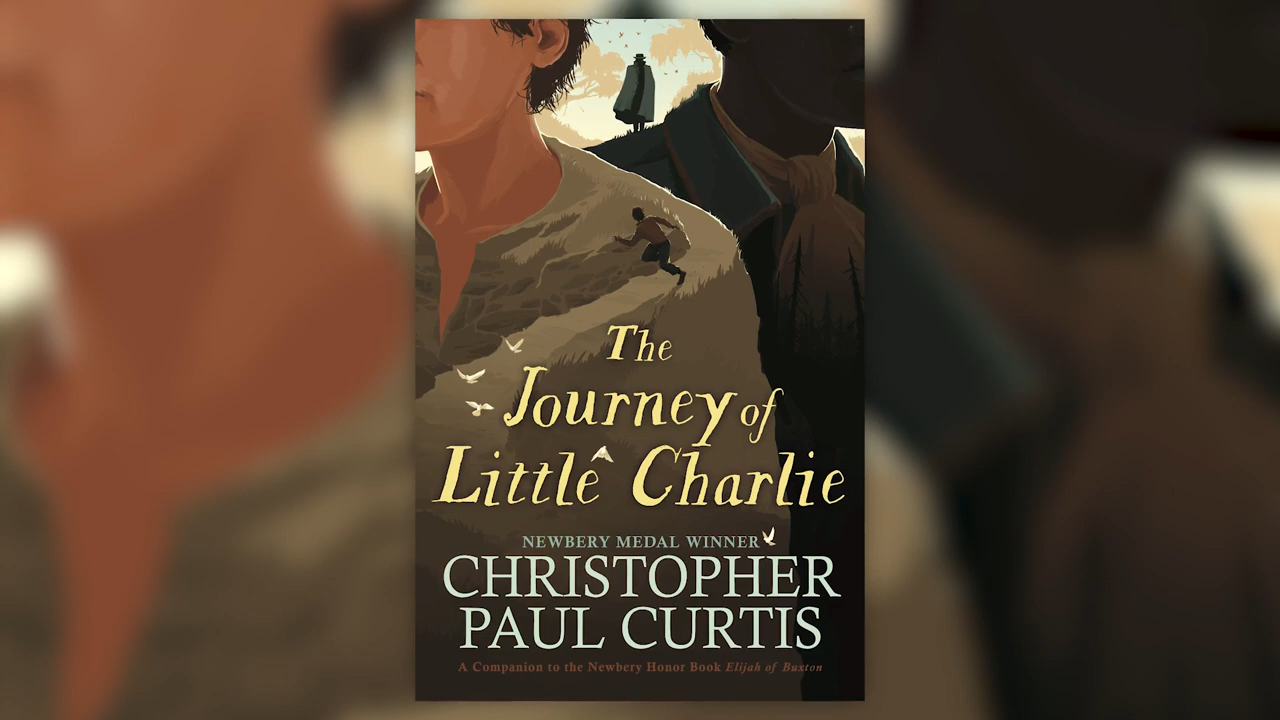 The
Journey of
Little Charlie
NEWBERY MEDAL WINNER
CHRISTOPHER
PAUL CURTIS
A Companion to the Newbery Honor Book Elijah of Buxton